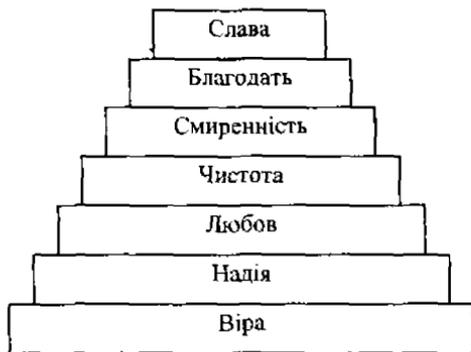 Слава
Благодать
Смиренність
Чистота
Любов
Надія
Віра